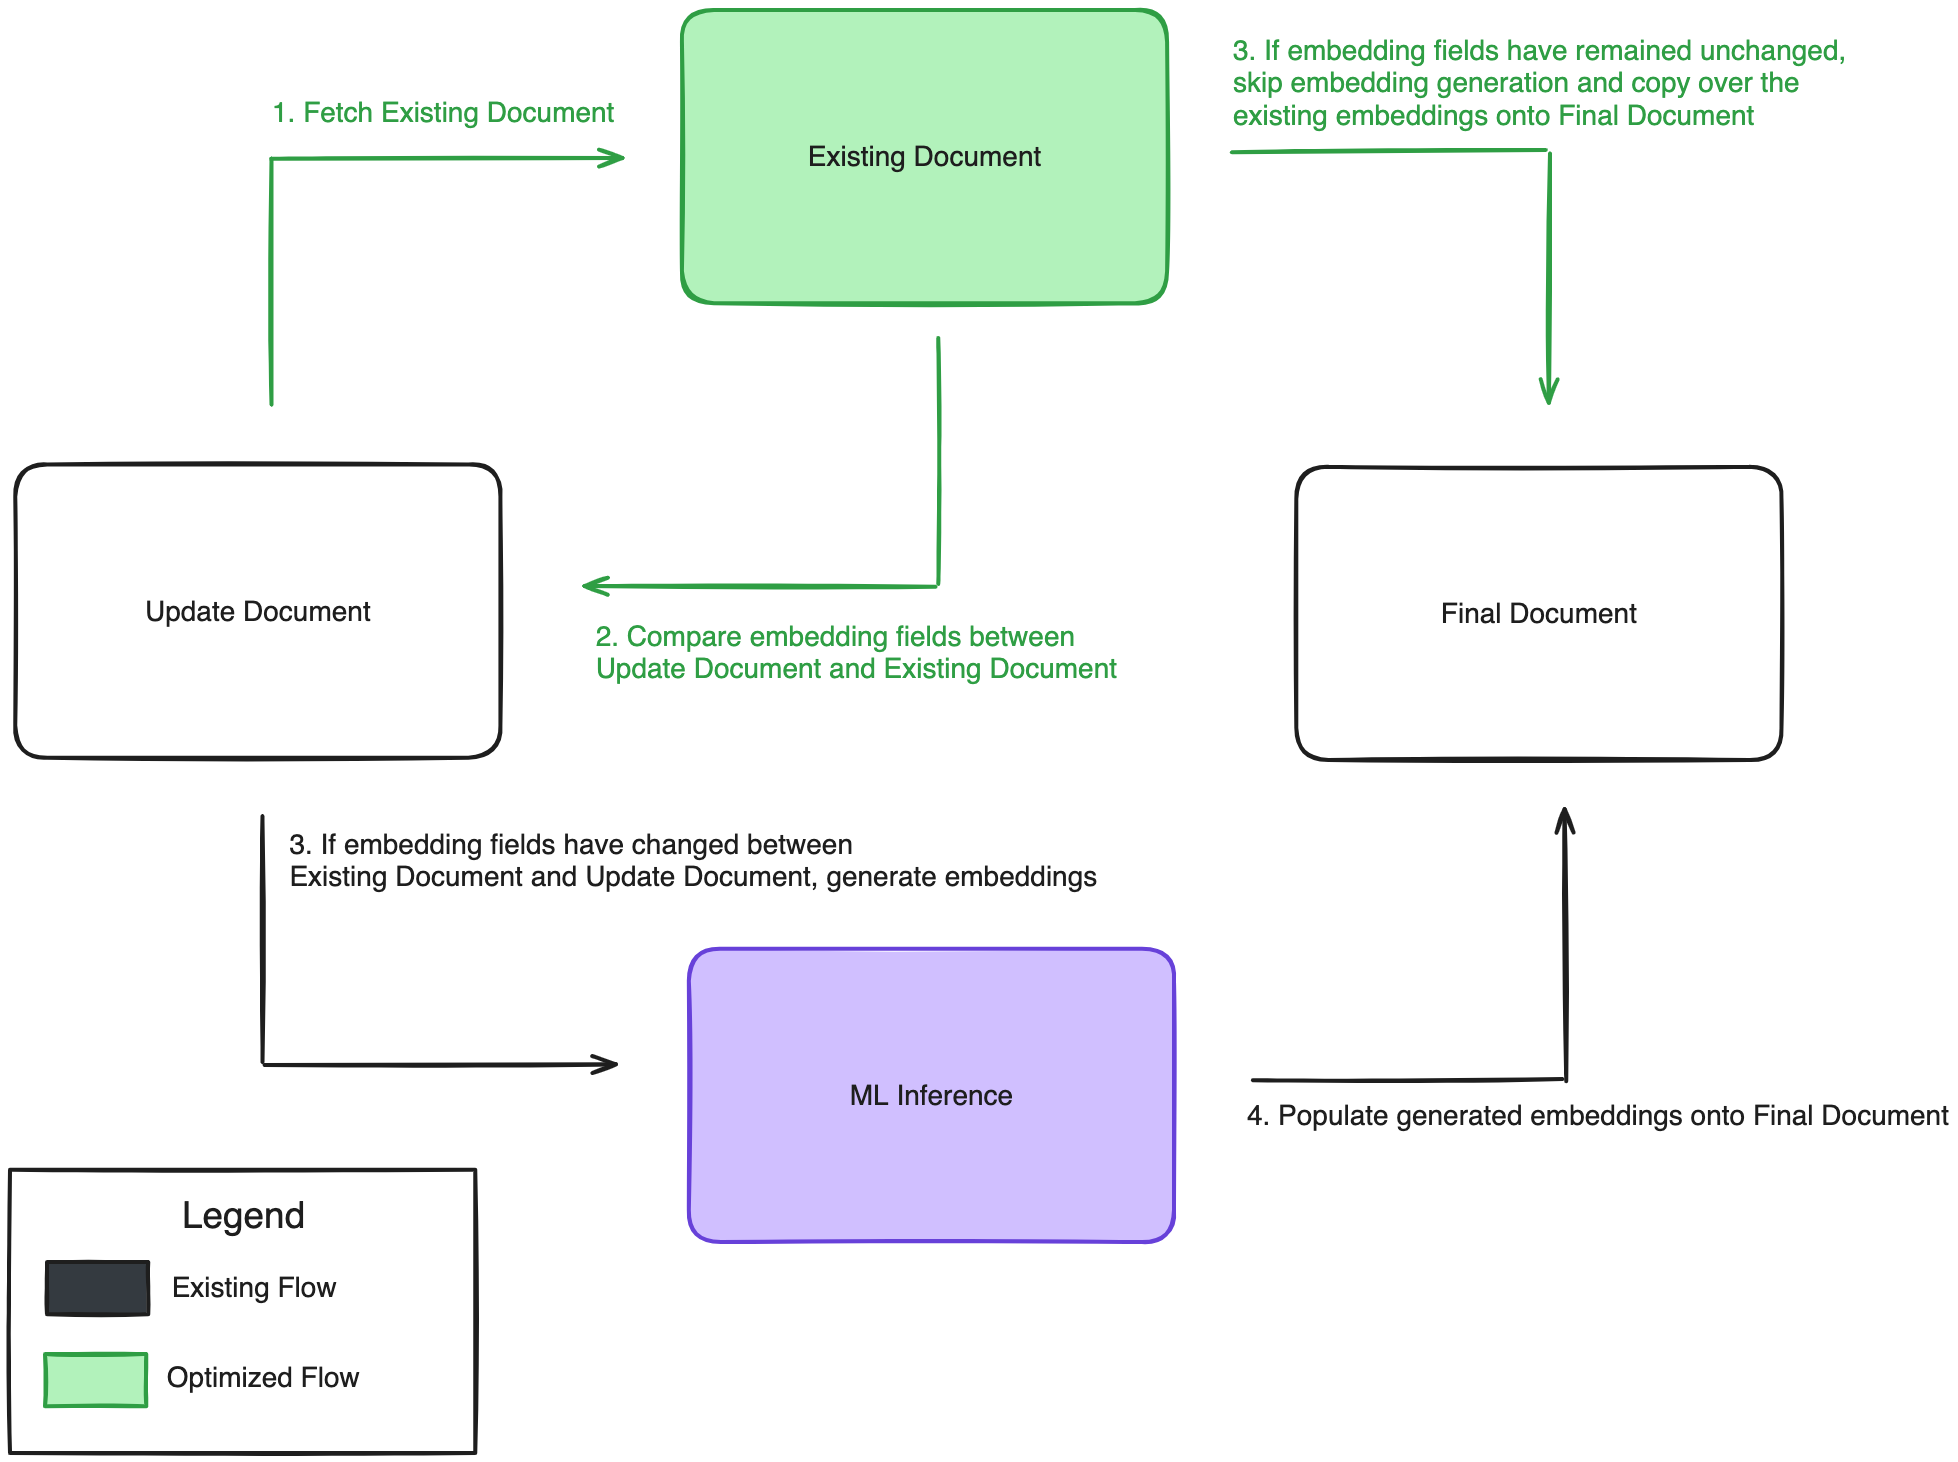 1. Fetch Existing Document
Existing Document
3. If embedding fields have remained unchanged,
skip embedding generation and copy over the
existing embeddings onto Final Document
Update Document
2. Compare embedding fields between
Update Document and Existing Document
Final Document
3. If embedding fields have changed between
Existing Document and Update Document, generate embeddings
ML Inference
4. Populate generated embeddings onto Final Document
Legend
Existing Flow
Optimized Flow